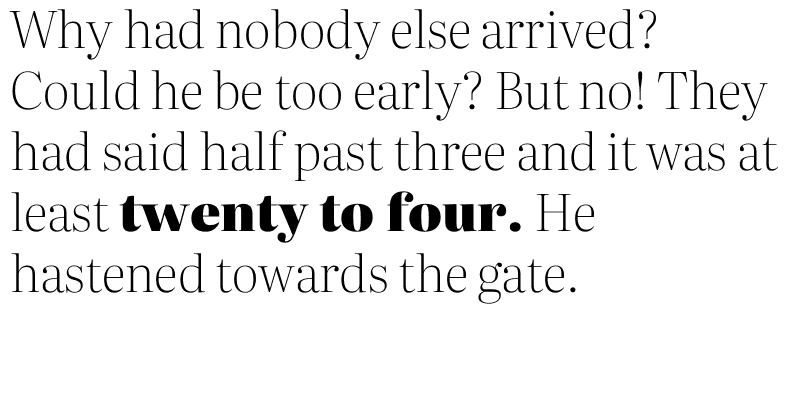 Why had nobody else arrived?
Could he be too early? But no! They
had said half past three and it was at
least twenty to four. He
hastened towards the gate.